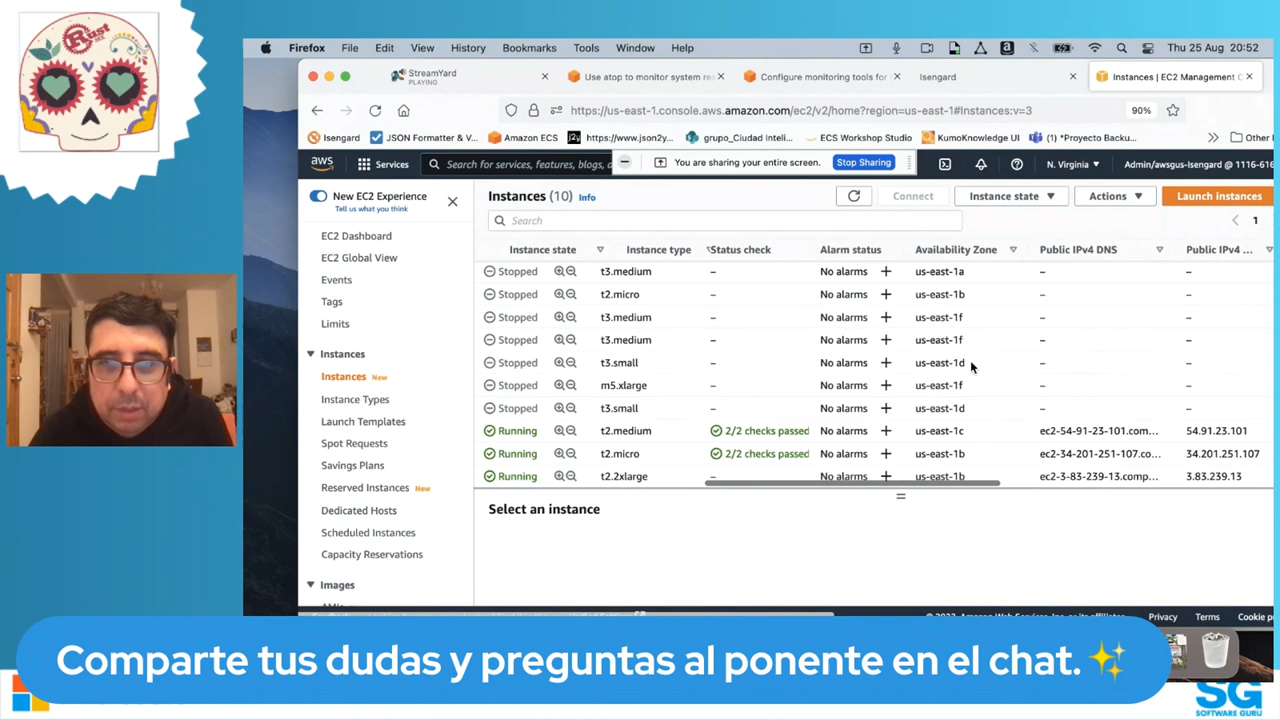 Rust
MX
Firefox File Edit View History Bookmarks Tools Window Help Thu 25 Aug 20:52
StreamYard
PLAYING
Use atop to monitor system re
Configure monitoring tools for
Isengard
Instances | EC2 Management C
https://us-east-1.console.aws.amazon.com/ec2/v2/home?region=us-east-1#Instances:v=3 90%
Isengard JSON Formatter & V... Amazon ECS https://www.json2y... grupo_Ciudad Inteli... ECS Workshop Studio KumoKnowledge UI (1) *Proyecto Backu... Other
aws Services Search for services, features, blogs, a You are sharing your entire screen. Stop Sharing N. Virginia Admin/awsgus-Isengard @ 1116-616
New EC2 Experience
Tell us what you think
EC2 Dashboard
EC2 Global View
Events
Tags
Limits
Instances
Instances New
Instance Types
Launch Templates
Spot Requests
Savings Plans
Reserved Instances New
Dedicated Hosts
Scheduled Instances
Capacity Reservations
Images
Instances (10) Info Connect Instance state Actions Launch instances
Search 1
Instance state Instance type Status check Alarm status Availability Zone Public IPv4 DNS Public IPv4 ...
Stopped t3.medium – No alarms + us-east-1a – –
Stopped t2.micro – No alarms + us-east-1b – –
Stopped t3.medium – No alarms + us-east-1f – –
Stopped t3.medium – No alarms + us-east-1f – –
Stopped t3.small – No alarms + us-east-1d – –
Stopped m5.xlarge – No alarms + us-east-1f – –
Stopped t3.small – No alarms + us-east-1d – –
Running t2.medium 2/2 checks passed No alarms + us-east-1c ec2-54-91-23-101.com... 54.91.23.101
Running t2.micro 2/2 checks passed No alarms + us-east-1b ec2-34-201-251-107.co... 34.201.251.107
Running t2.2xlarge – No alarms + us-east-1b ec2-3-83-239-13.comp... 3.83.239.13
Select an instance
Privacy Terms Cookie p
Comparte tus dudas y preguntas al ponente en el chat.✨
SG
SOFTWARE GURU